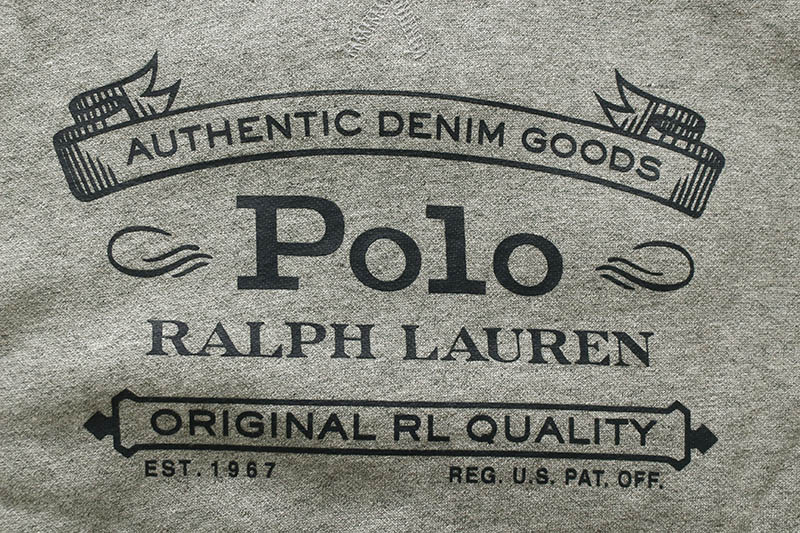 AUTHENTIC DENIM GOODS
Polo
RALPH LAUREN
ORIGINAL RL QUALITY
EST. 1967 REG. U.S. PAT. OFF.